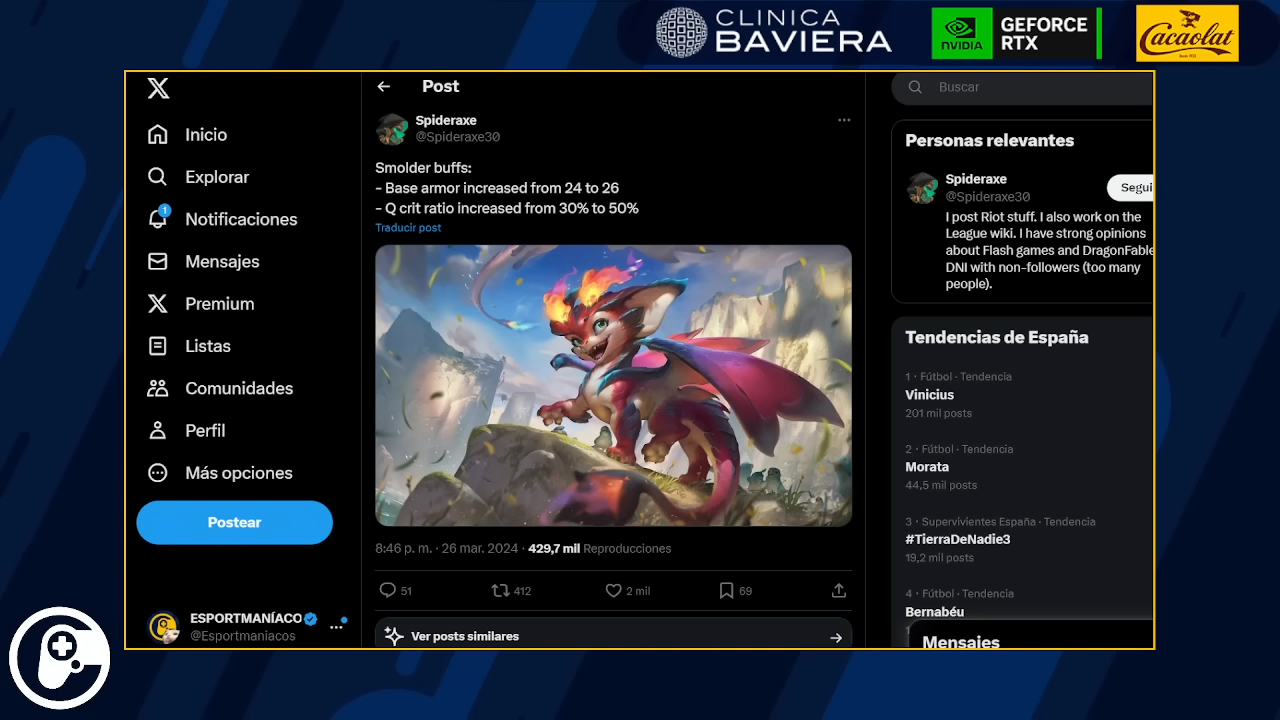 CLINICA
BAVIERA
NVIDIA
GEFORCE
RTX
Cacaolat
Inicio
Explorar
1
Notificaciones
Mensajes
Premium
Listas
Comunidades
Perfil
Más opciones
Postear
ESPORTMANÍACO
@Esportmaniacos
Post
Spideraxe
@Spideraxe30
Smolder buffs:
- Base armor increased from 24 to 26
- Q crit ratio increased from 30% to 50%
Traducir post
8:46 p. m. · 26 mar. 2024 · 429,7 mil Reproducciones
51 412 2 mil 69
Ver posts similares
Buscar
Personas relevantes
Spideraxe
@Spideraxe30
Segui
I post Riot stuff. I also work on the
League wiki. I have strong opinions
about Flash games and DragonFable
DNI with non-followers (too many
people).
Tendencias de España
1 · Fútbol · Tendencia
Vinicius
201 mil posts
2 · Fútbol · Tendencia
Morata
44,5 mil posts
3 · Supervivientes España · Tendencia
#TierraDeNadie3
19,2 mil posts
4 · Fútbol · Tendencia
Bernabéu
Mensajes